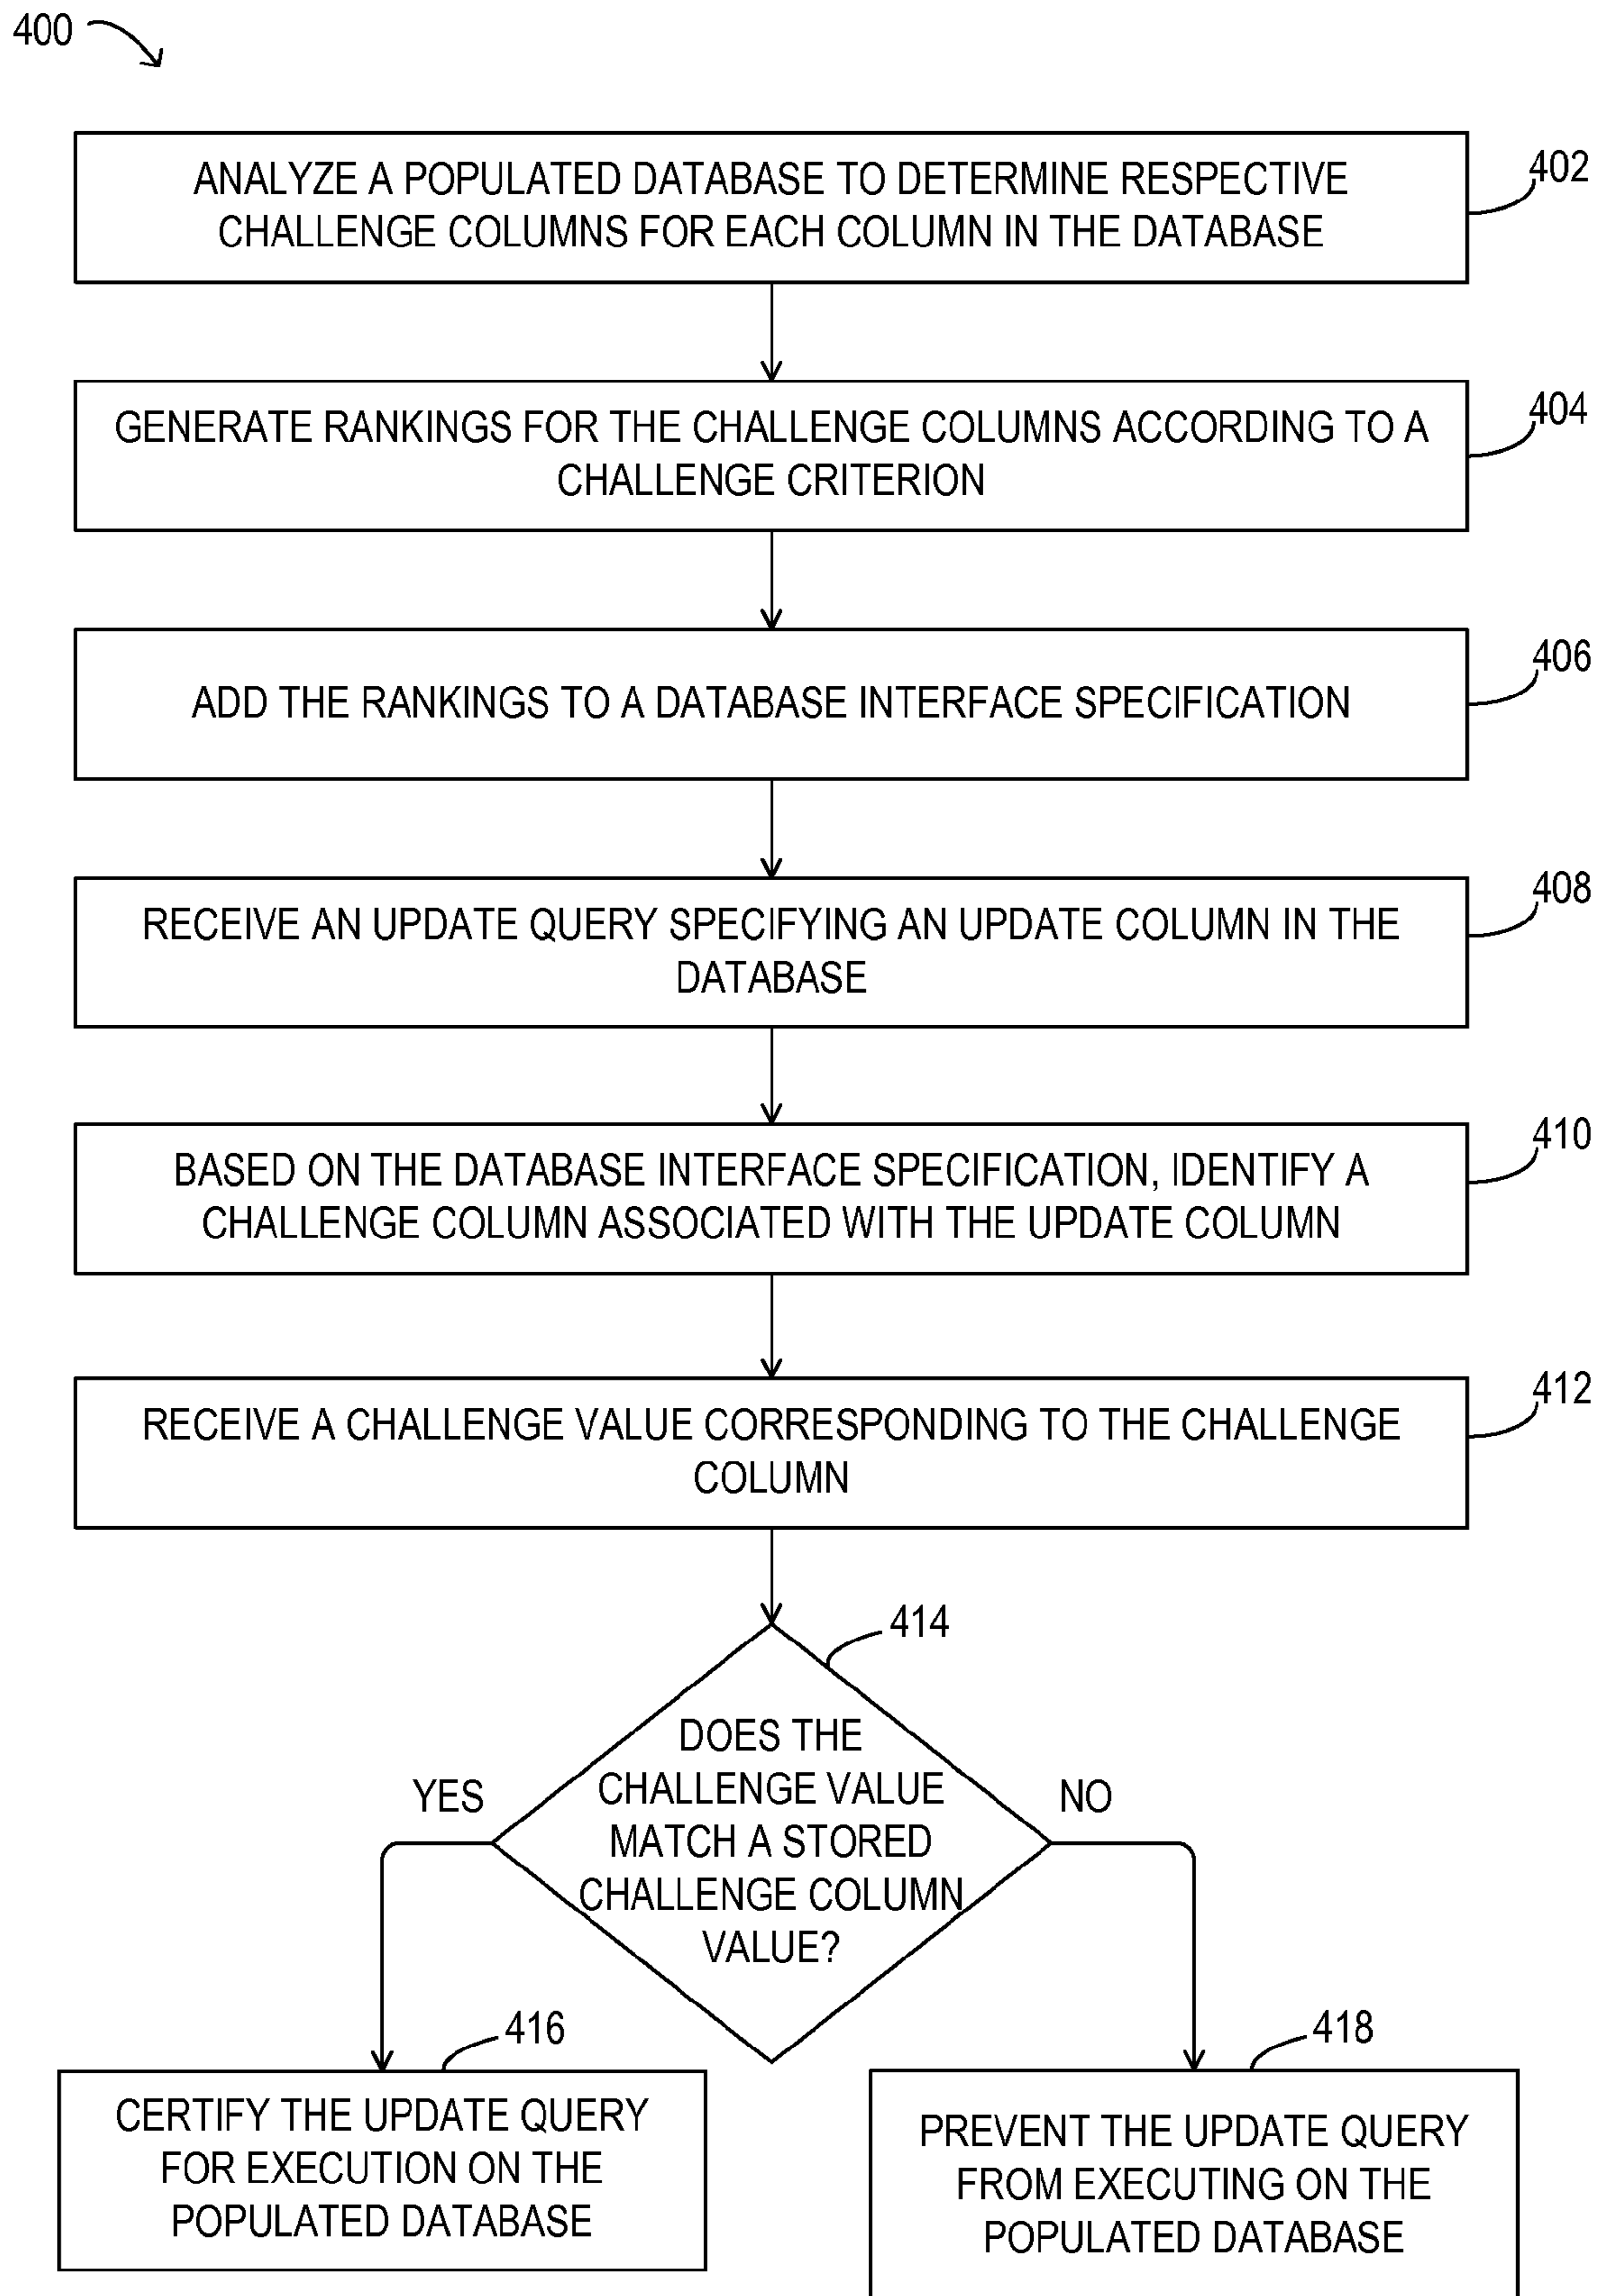 400
ANALYZE A POPULATED DATABASE TO DETERMINE RESPECTIVE
CHALLENGE COLUMNS FOR EACH COLUMN IN THE DATABASE
402
GENERATE RANKINGS FOR THE CHALLENGE COLUMNS ACCORDING TO A
CHALLENGE CRITERION
404
ADD THE RANKINGS TO A DATABASE INTERFACE SPECIFICATION
406
RECEIVE AN UPDATE QUERY SPECIFYING AN UPDATE COLUMN IN THE
DATABASE
408
BASED ON THE DATABASE INTERFACE SPECIFICATION, IDENTIFY A
CHALLENGE COLUMN ASSOCIATED WITH THE UPDATE COLUMN
410
RECEIVE A CHALLENGE VALUE CORRESPONDING TO THE CHALLENGE
COLUMN
412
414
DOES THE
CHALLENGE VALUE
MATCH A STORED
CHALLENGE COLUMN
VALUE?
YES
NO
416
CERTIFY THE UPDATE QUERY
FOR EXECUTION ON THE
POPULATED DATABASE
418
PREVENT THE UPDATE QUERY
FROM EXECUTING ON THE
POPULATED DATABASE